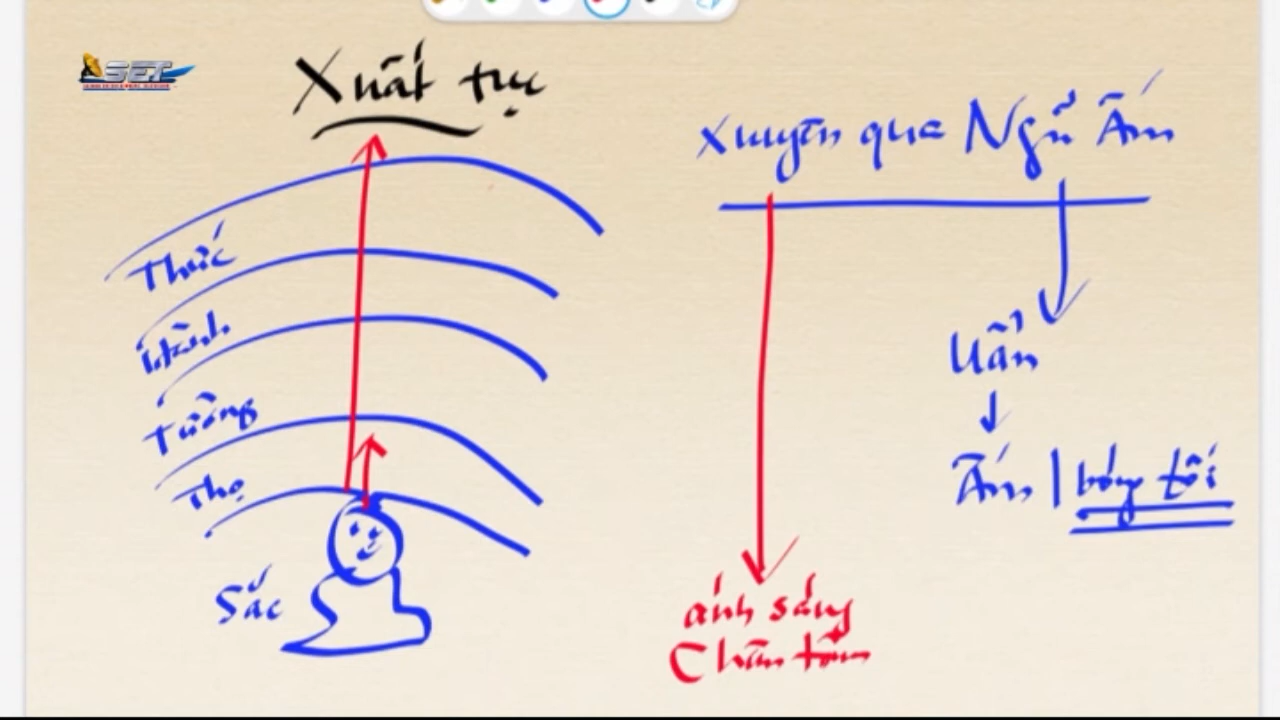 SET
Xuất tục
Xuyên qua Ngũ Ấm
Thức
Hành
Tưởng
Thọ
Sắc
Uẩn
Ấm | bóng tối
ánh sáng
Chân tâm